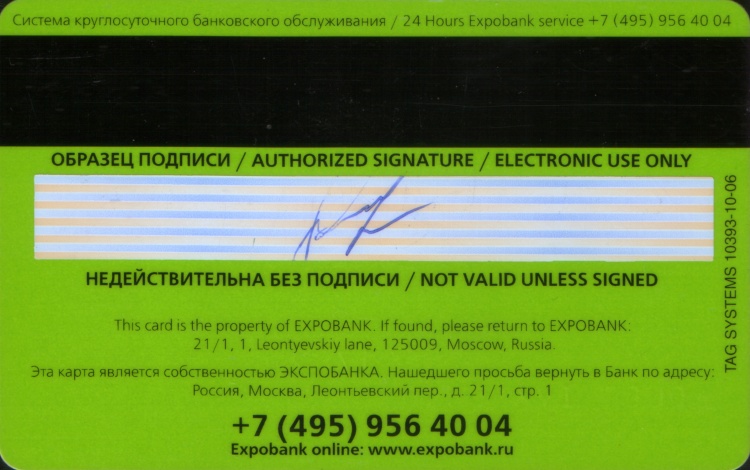 Система круглосуточного банковского обслуживания / 24 Hours Expobank service +7 (495) 956 40 04
ОБРАЗЕЦ ПОДПИСИ / AUTHORIZED SIGNATURE / ELECTRONIC USE ONLY
НЕДЕЙСТВИТЕЛЬНА БЕЗ ПОДПИСИ / NOT VALID UNLESS SIGNED
This card is the property of EXPOBANK. If found, please return to EXPOBANK:
21/1, 1, Leontyevskiy lane, 125009, Moscow, Russia.
Эта карта является собственностью ЭКСПОБАНКА. Нашедшего просьба вернуть в Банк по адресу:
Россия, Москва, Леонтьевский пер., д. 21/1, стр. 1
+7 (495) 956 40 04
Expobank online: www.expobank.ru
TAG SYSTEMS 10393-10-06